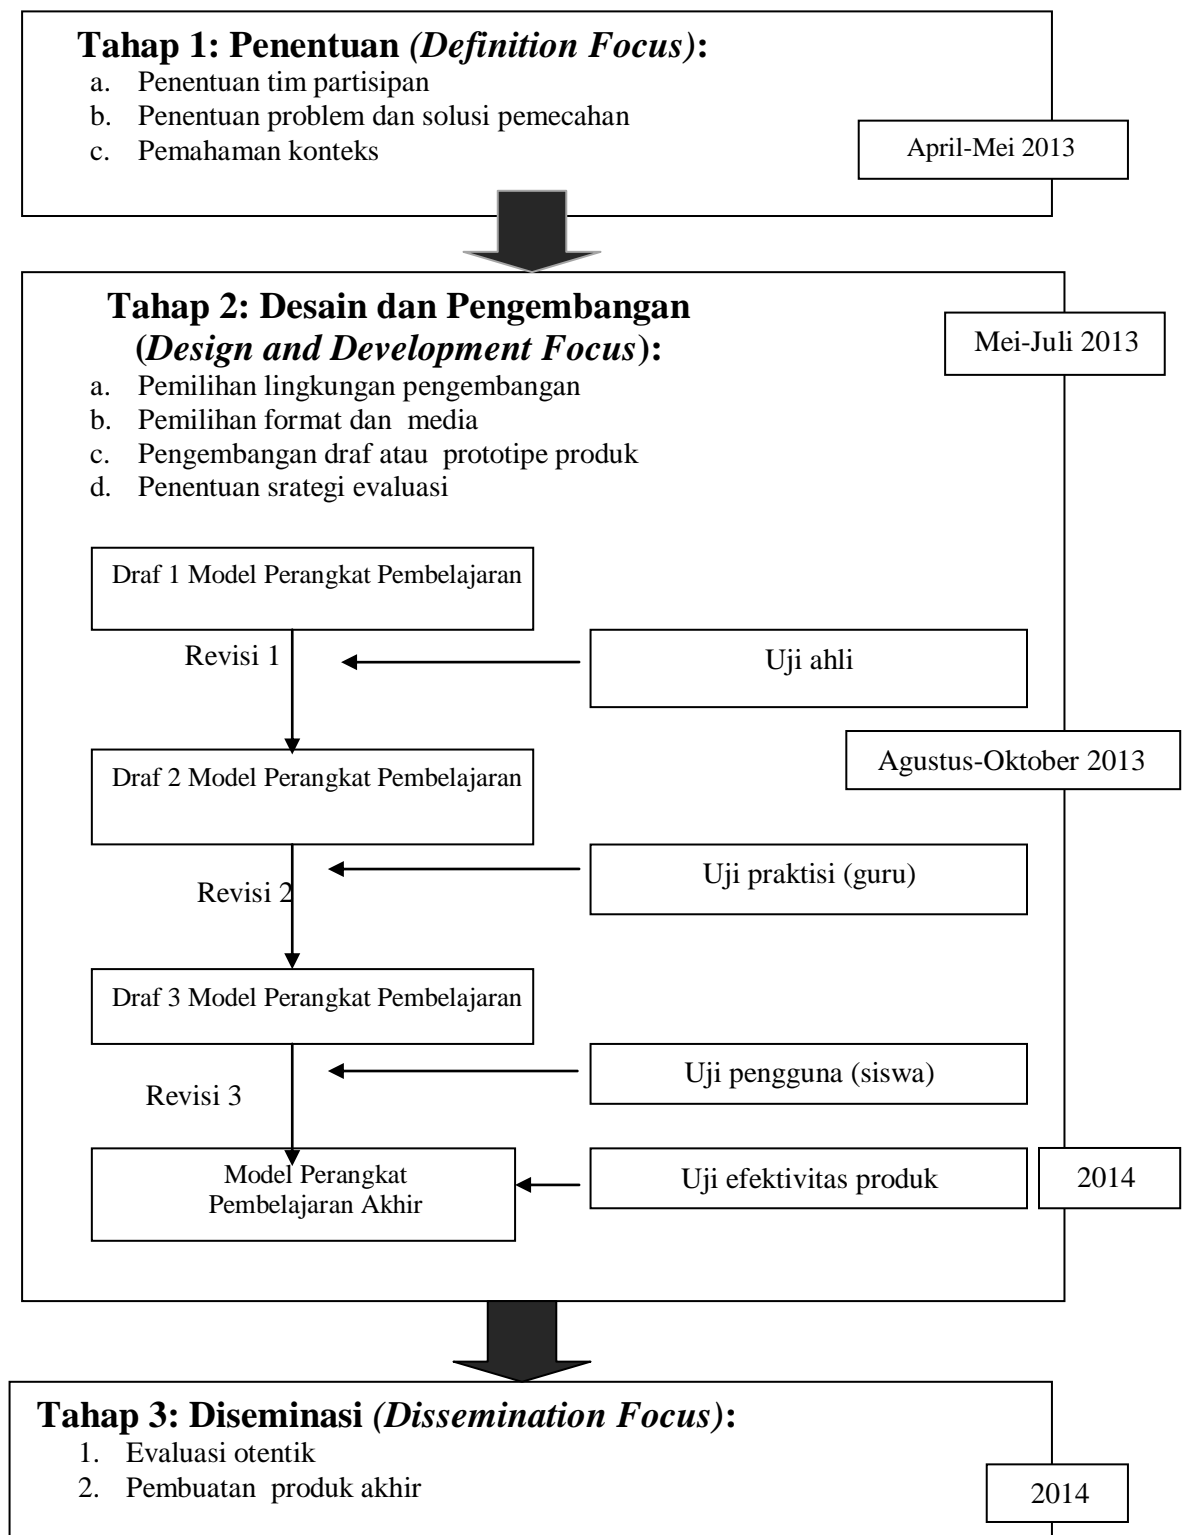 Tahap 1: Penentuan (Definition Focus):
a. Penentuan tim partisipan
b. Penentuan problem dan solusi pemecahan
c. Pemahaman konteks
April-Mei 2013
Tahap 2: Desain dan Pengembangan
(Design and Development Focus):
Mei-Juli 2013
a. Pemilihan lingkungan pengembangan
b. Pemilihan format dan media
c. Pengembangan draf atau prototipe produk
d. Penentuan srategi evaluasi
Draf 1 Model Perangkat Pembelajaran
Revisi 1
Uji ahli
Draf 2 Model Perangkat Pembelajaran
Agustus-Oktober 2013
Revisi 2
Uji praktisi (guru)
Draf 3 Model Perangkat Pembelajaran
Revisi 3
Uji pengguna (siswa)
Model Perangkat
Pembelajaran Akhir
Uji efektivitas produk
2014
Tahap 3: Diseminasi (Dissemination Focus):
1. Evaluasi otentik
2. Pembuatan produk akhir
2014